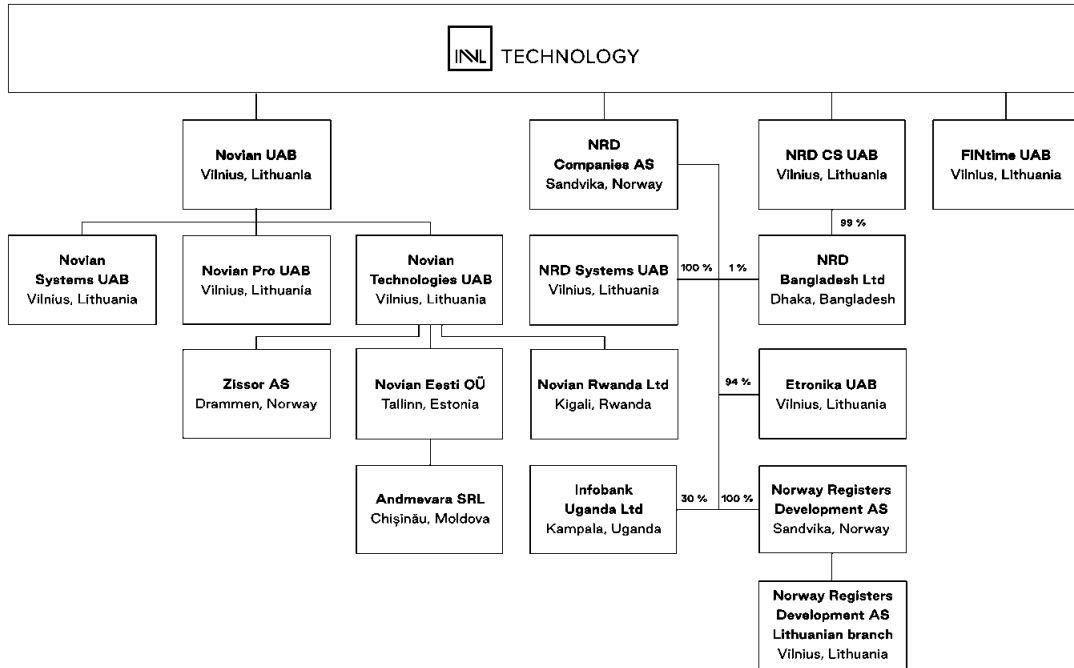 INVL TECHNOLOGY
Novian UAB
Vilnius, Lithuania
NRD
Companies AS
Sandvika, Norway
NRD CS UAB
Vilnius, Lithuania
FINtime UAB
Vilnius, Lithuania
99 %
Novian
Systems UAB
Vilnius, Lithuania
Novian Pro UAB
Vilnius, Lithuania
Novian
Technologies UAB
Vilnius, Lithuania
NRD Systems UAB
Vilnius, Lithuania
100 %
1 %
NRD
Bangladesh Ltd
Dhaka, Bangladesh
Zissor AS
Drammen, Norway
Novian Eesti OÜ
Tallinn, Estonia
Novian Rwanda Ltd
Kigali, Rwanda
94 %
Etronika UAB
Vilnius, Lithuania
Andmevara SRL
Chișinău, Moldova
Infobank
Uganda Ltd
Kampala, Uganda
30 %
100 %
Norway Registers
Development AS
Sandvika, Norway
Norway Registers
Development AS
Lithuanian branch
Vilnius, Lithuania